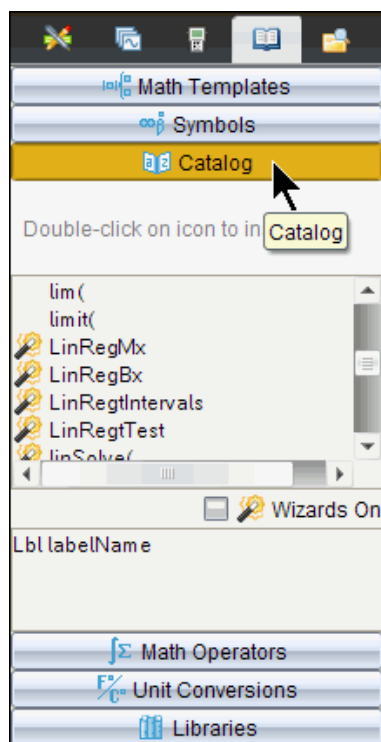 Math Templates
Symbols
Catalog
Double-click on icon to in
Catalog
lim(
limit(
LinRegMx
LinRegBx
LinRegtIntervals
LinRegtTest
linSolve(
Wizards On
Lbl labelName
Math Operators
Unit Conversions
Libraries